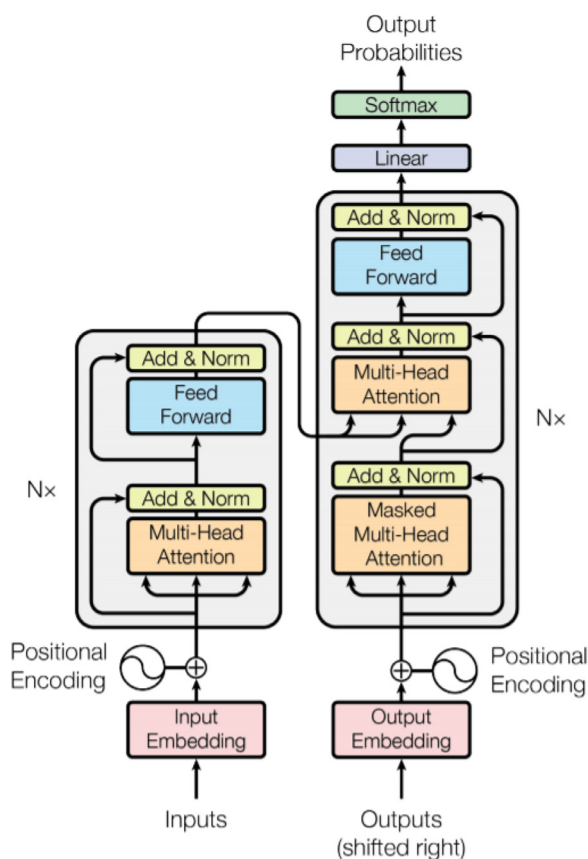 Output
Probabilities
Softmax
Linear
Add & Norm
Feed
Forward
Add & Norm
Multi-Head
Attention
Add & Norm
Masked
Multi-Head
Attention
N×
Add & Norm
Feed
Forward
Add & Norm
Multi-Head
Attention
N×
Positional
Encoding
Positional
Encoding
Input
Embedding
Output
Embedding
Inputs
Outputs
(shifted right)